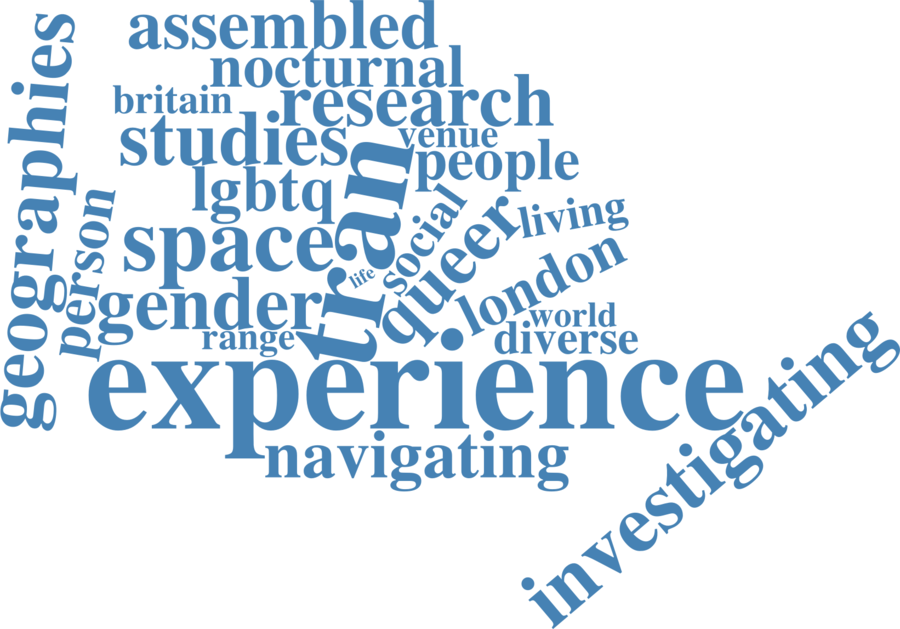 assembled
nocturnal
geographies
britain
research
studies
venue
people
tran
lgbtq
person
social
queer
living
space
life
london
gender
range
world
diverse
experience
navigating
investigating